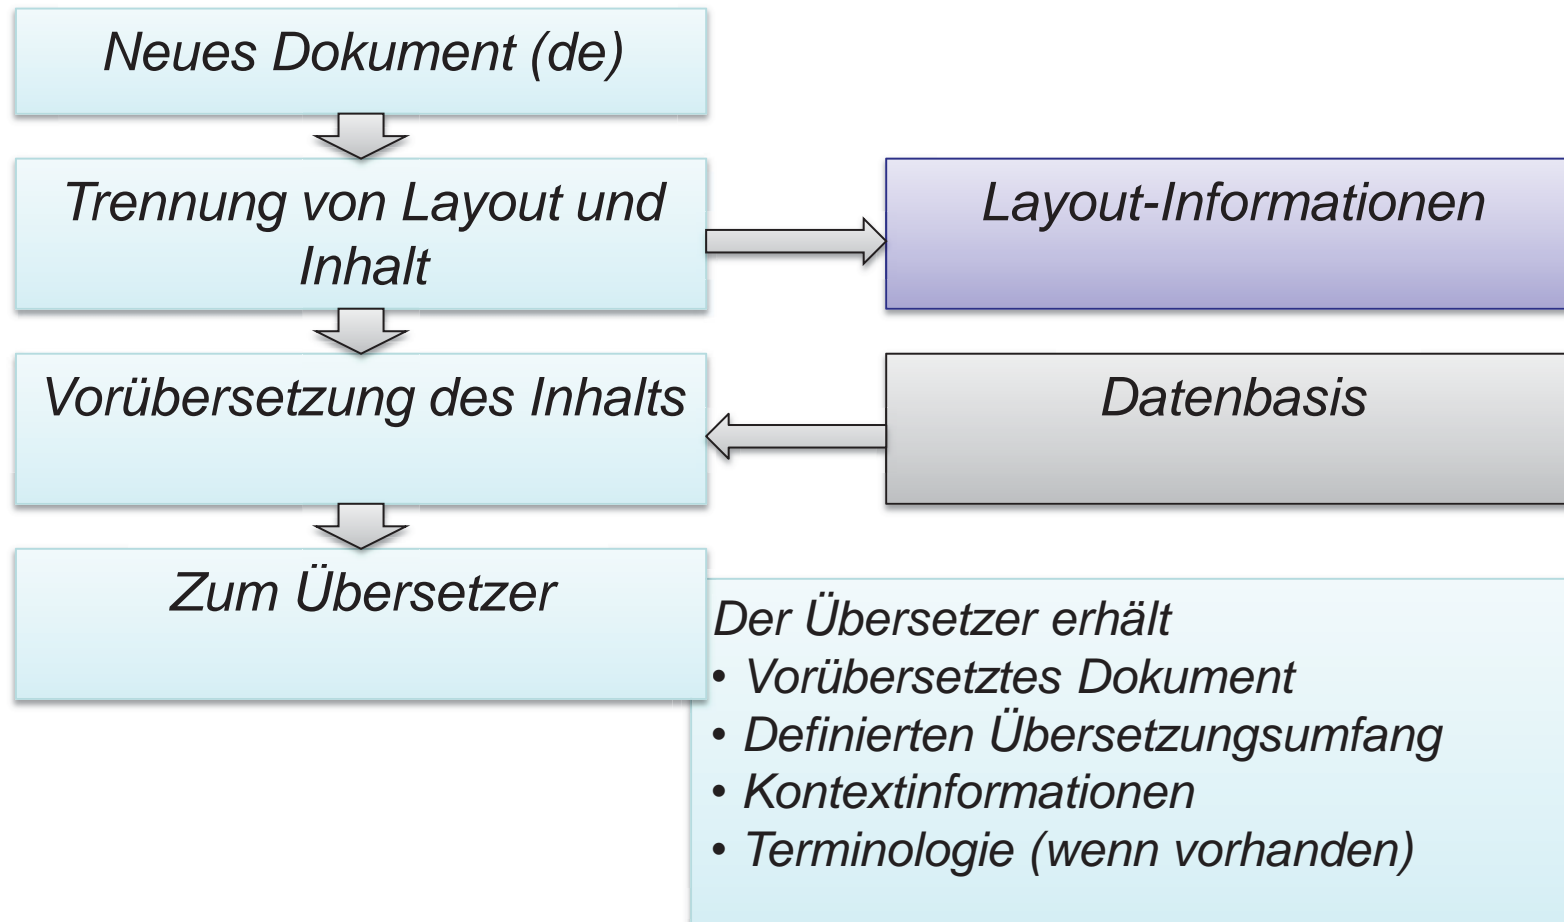 Neues Dokument (de)
Trennung von Layout und
Inhalt
Layout-Informationen
Vorübersetzung des Inhalts
Datenbasis
Zum Übersetzer
Der Übersetzer erhält
• Vorübersetztes Dokument
• Definierten Übersetzungsumfang
• Kontextinformationen
• Terminologie (wenn vorhanden)